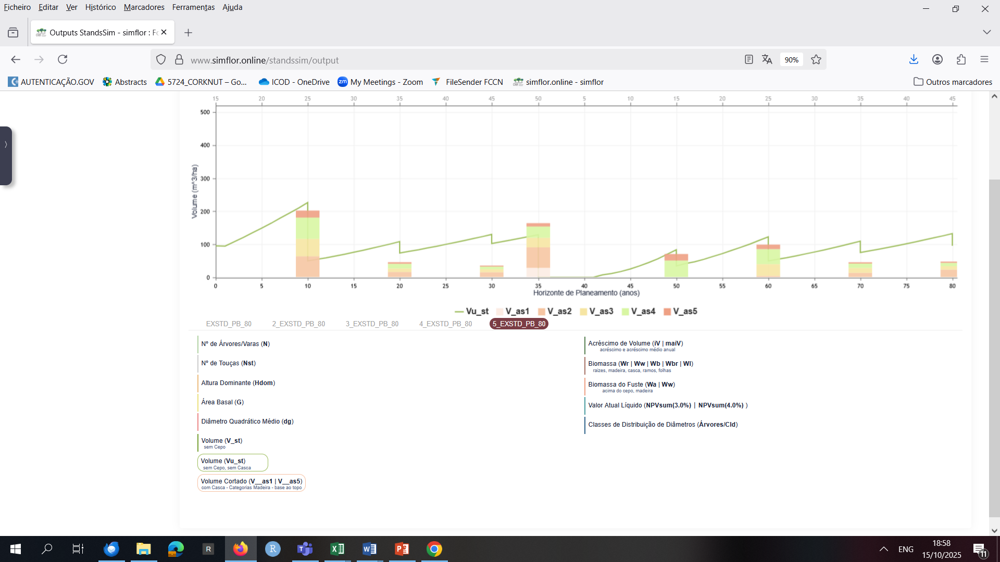 Ficheiro Editar Ver Histórico Marcadores Ferramentas Ajuda
Outputs StandsSim - simflor : Fo
www.simflor.online/standssim/output
90%
AUTENTICAÇÃO.GOV Abstracts 5724_CORKNUT – Go... ICOD - OneDrive zm My Meetings - Zoom FileSender FCCN simflor.online - simflor Outros marcadores
15 20 25 30 35 40 45 50 5 10 15 20 25 30 35 40 45
500
400
300
200
100
0
Volume (m^3/ha)
0 5 10 15 20 25 30 35 40 45 50 55 60 65 70 75 80
Horizonte de Planeamento (anos)
Vu_st V_as1 V_as2 V_as3 V_as4 V_as5
EXSTD_PB_80 2_EXSTD_PB_80 3_EXSTD_PB_80 4_EXSTD_PB_80 5_EXSTD_PB_80
Nº de Árvores/Varas (N)
Nº de Touças (Nst)
Altura Dominante (Hdom)
Área Basal (G)
Diâmetro Quadrático Médio (dg)
Volume (V_st)
sem Cepo
Volume (Vu_st)
sem Cepo, sem Casca
Volume Cortado (V__as1 | V__as5)
com Casca - Categorias Madeira - base ao topo
Acréscimo de Volume (iV | maiV)
acréscimo e acréscimo médio anual
Biomassa (Wr | Ww | Wb | Wbr | Wl)
raizes, madeira, casca, ramos, folhas
Biomassa do Fuste (Wa | Ww)
acima do cepo, madeira
Valor Atual Líquido (NPVsum(3.0%) | NPVsum(4.0%) )
Classes de Distribuição de Diâmetros (Árvores/Cld)
R R
ENG
18:58
15/10/2025
11